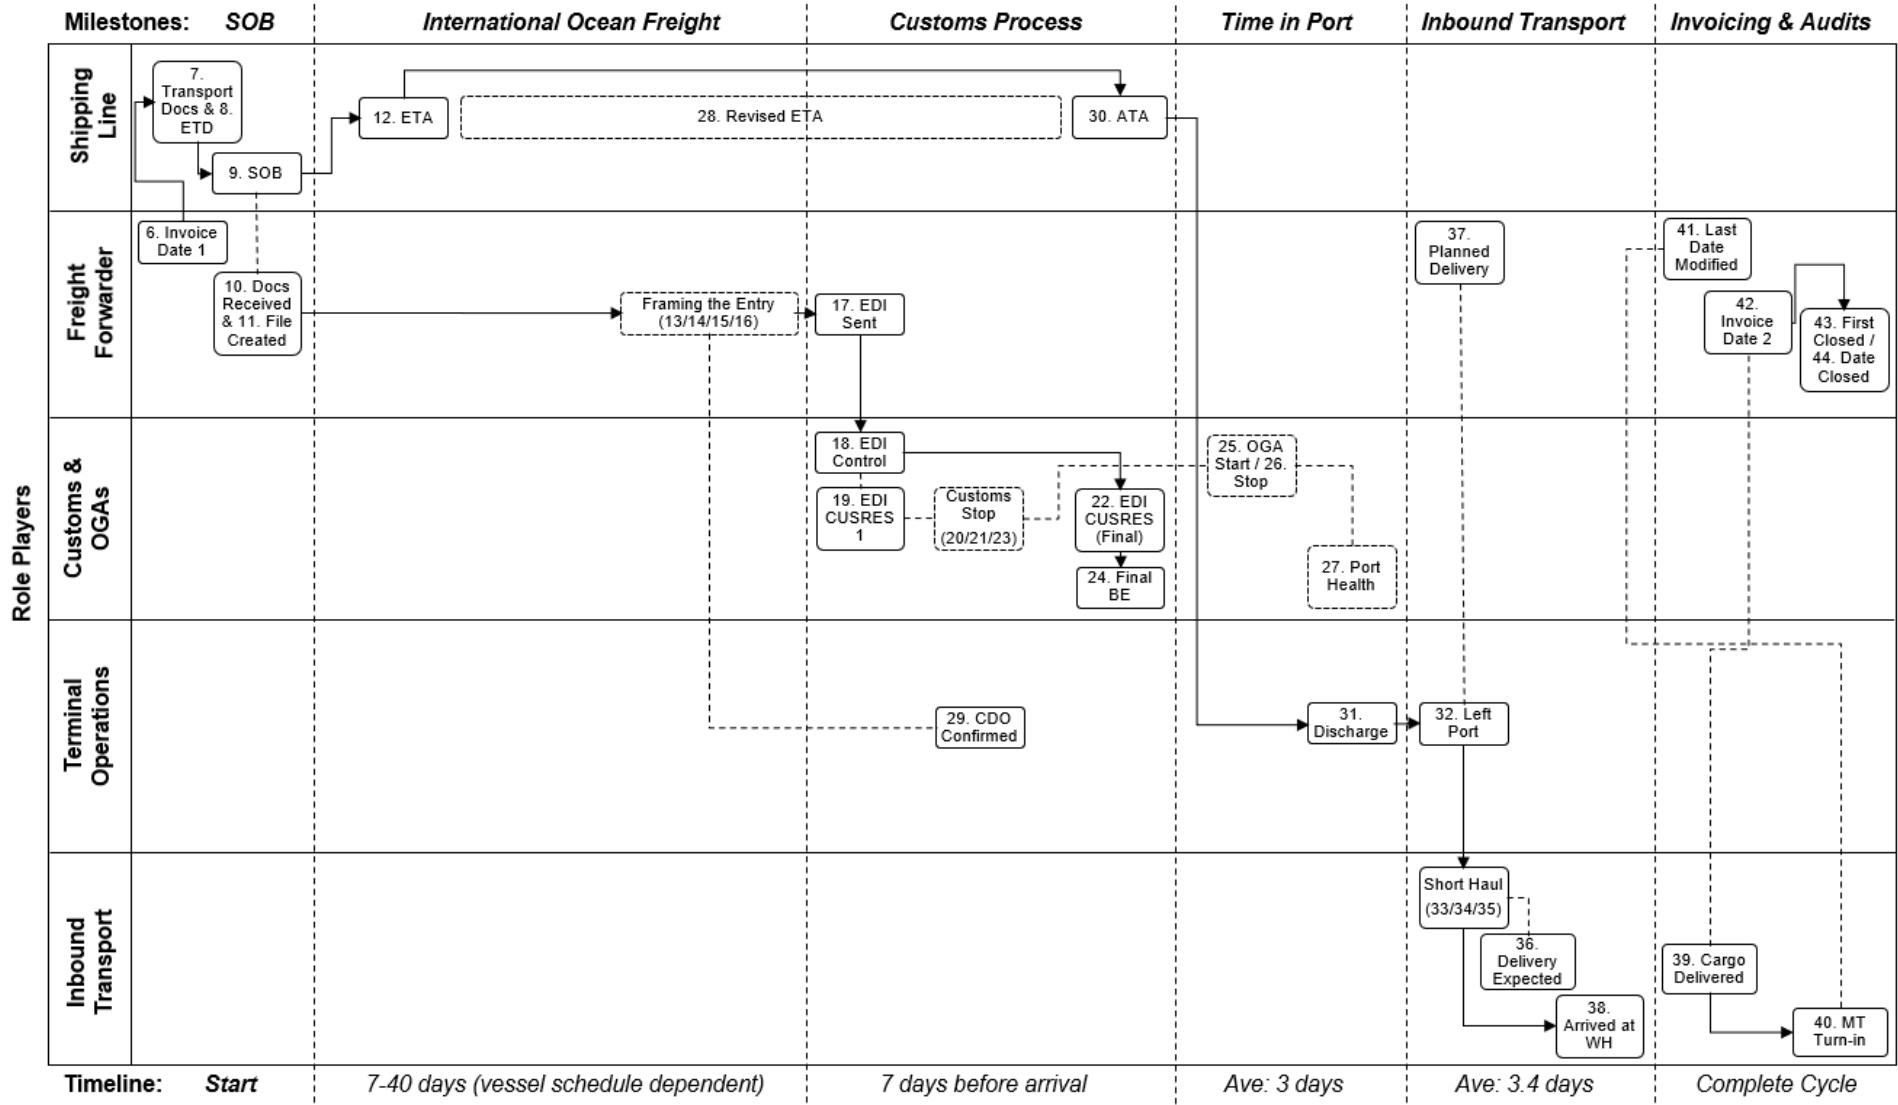 Milestones: SOB International Ocean Freight Customs Process Time in Port Inbound Transport Invoicing & Audits
Role Players
Shipping
Line
7.
Transport
Docs & 8.
ETD
9. SOB
12. ETA
28. Revised ETA
30. ATA
Freight
Forwarder
6. Invoice
Date 1
10. Docs
Received
& 11. File
Created
Framing the Entry
(13/14/15/16)
17. EDI
Sent
37.
Planned
Delivery
41. Last
Date
Modified
42.
Invoice
Date 2
43. First
Closed /
44. Date
Closed
Customs &
OGAs
18. EDI
Control
19. EDI
CUSRES
1
Customs
Stop
(20/21/23)
22. EDI
CUSRES
(Final)
24. Final
BE
25. OGA
Start / 26.
Stop
27. Port
Health
Terminal
Operations
29. CDO
Confirmed
31.
Discharge
32. Left
Port
Inbound
Transport
Short Haul
(33/34/35)
36.
Delivery
Expected
38.
Arrived at
WH
39. Cargo
Delivered
40. MT
Turn-in
Timeline: Start 7-40 days (vessel schedule dependent) 7 days before arrival Ave: 3 days Ave: 3.4 days Complete Cycle